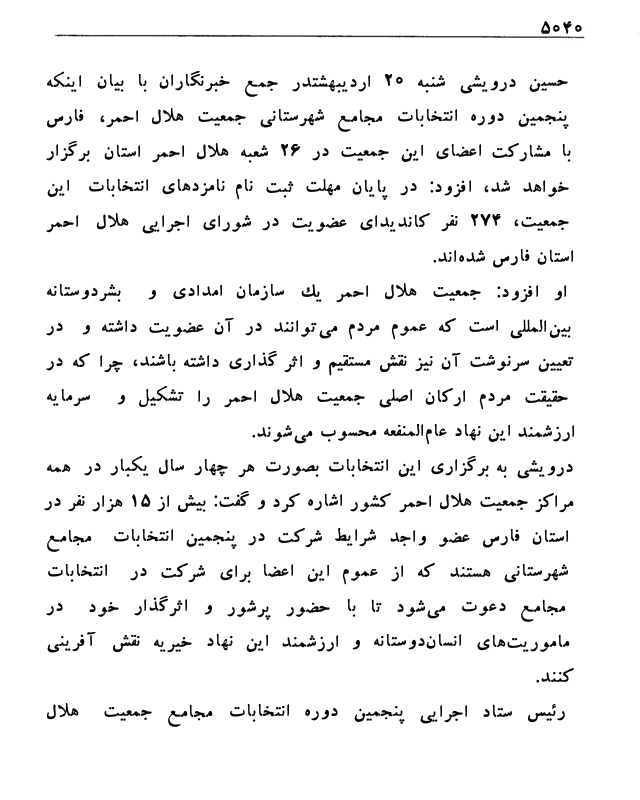 ۵۰۴۰
حسین درویشی شنبه ۲۰ اردیبهشتدر جمع خبرنگاران با بیان اینکه
پنجمین دوره انتخابات مجامع شهرستانی جمعیت هلال احمر، فارس
با مشارکت اعضای این جمعیت در ۲۶ شعبه هلال احمر استان برگزار
خواهد شد، افزود: در پایان مهلت ثبت نام نامزدهای انتخابات این
جمعیت، ۲۷۴ نفر کاندیدای عضویت در شورای اجرایی هلال احمر
استان فارس شده‌اند.
او افزود: جمعیت هلال احمر یك سازمان امدادی و بشردوستانه
بین‌المللی است که عموم مردم می‌توانند در آن عضویت داشته و در
تعیین سرنوشت آن نیز نقش مستقیم و اثر گذاری داشته باشند، چرا که در
حقیقت مردم ارکان اصلی جمعیت هلال احمر را تشکیل و سرمایه
ارزشمند این نهاد عام‌المنفعه محسوب می‌شوند.
درویشی به برگزاری این انتخابات بصورت هر چهار سال یکبار در همه
مراکز جمعیت هلال احمر کشور اشاره کرد و گفت: بیش از ۱۵ هزار نفر در
استان فارس عضو واجد شرایط شرکت در پنجمین انتخابات مجامع
شهرستانی هستند که از عموم این اعضا برای شرکت در انتخابات
مجامع دعوت می‌شود تا با حضور پرشور و اثرگذار خود در
ماموریت‌های انسان‌دوستانه و ارزشمند این نهاد خیریه نقش آفرینی
کنند.
رئیس ستاد اجرایی پنجمین دوره انتخابات مجامع جمعیت هلال